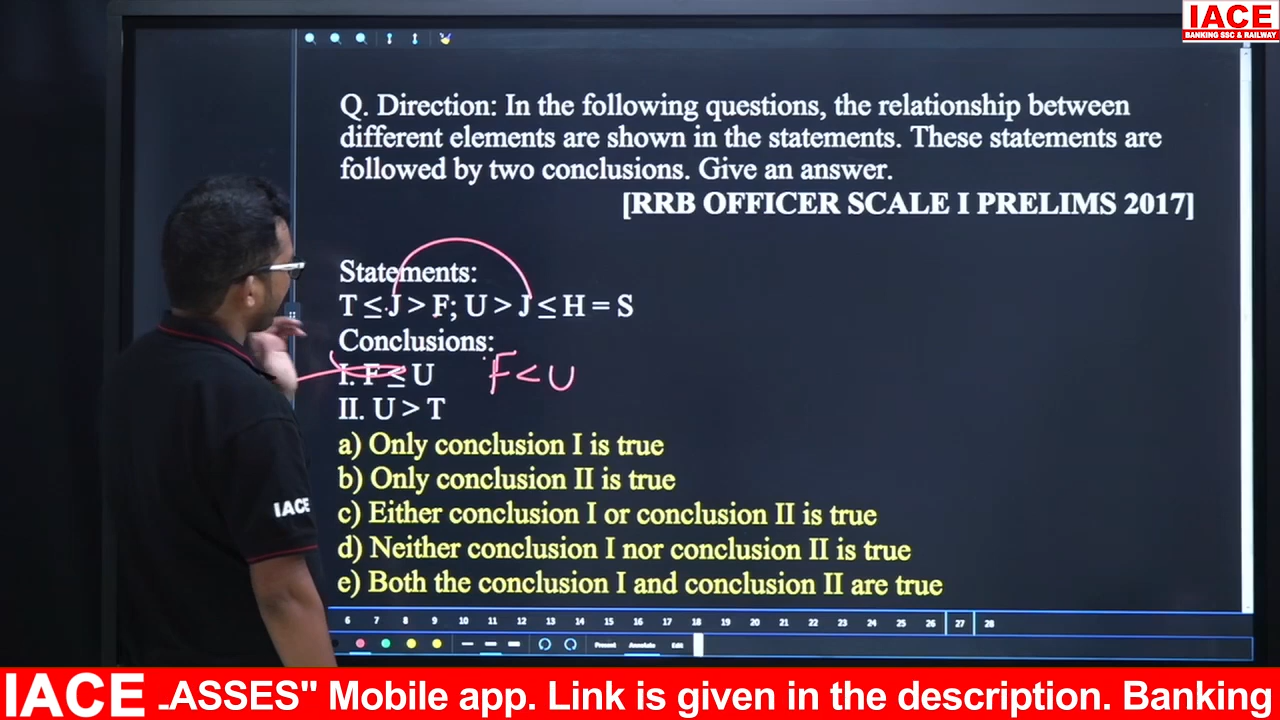 IACE
BANKING SSC & RAILWAY
Q. Direction: In the following questions, the relationship between
different elements are shown in the statements. These statements are
followed by two conclusions. Give an answer.
[RRB OFFICER SCALE I PRELIMS 2017]
Statements:
T ≤ J > F; U > J ≤ H = S
Conclusions:
I. F ≤ U F < U
II. U > T
a) Only conclusion I is true
b) Only conclusion II is true
c) Either conclusion I or conclusion II is true
d) Neither conclusion I nor conclusion II is true
e) Both the conclusion I and conclusion II are true
IACE
6 7 8 9 10 11 12 13 14 15 16 17 18 19 20 21 22 23 24 25 26 27 28
Present Annotate Edit
IACE ASSES" Mobile app. Link is given in the description. Banking